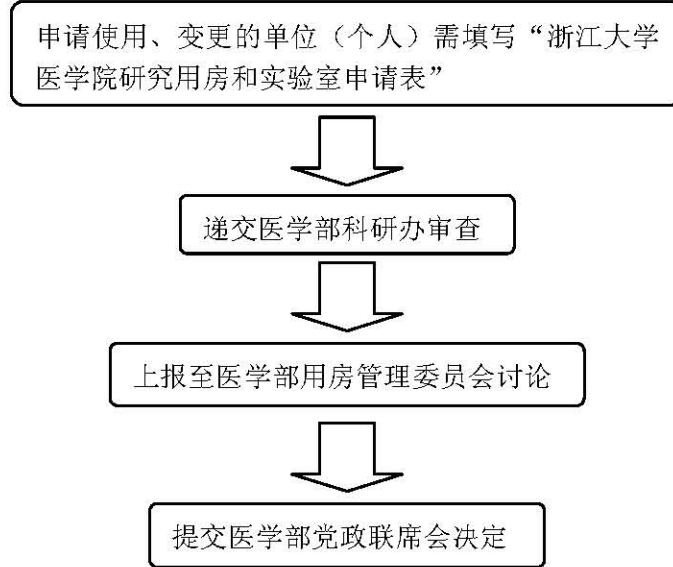 申请使用、变更的单位（个人）需填写“浙江大学
医学院研究用房和实验室申请表”
递交医学部科研办审查
上报至医学部用房管理委员会讨论
提交医学部党政联席会决定